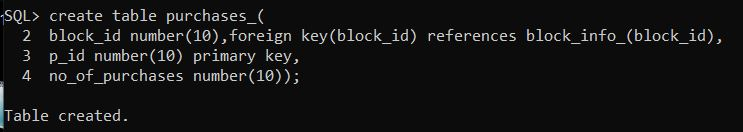 SQL> create table purchases_(
2 block_id number(10),foreign key(block_id) references block_info_(block_id),
3 p_id number(10) primary key,
4 no_of_purchases number(10));
Table created.